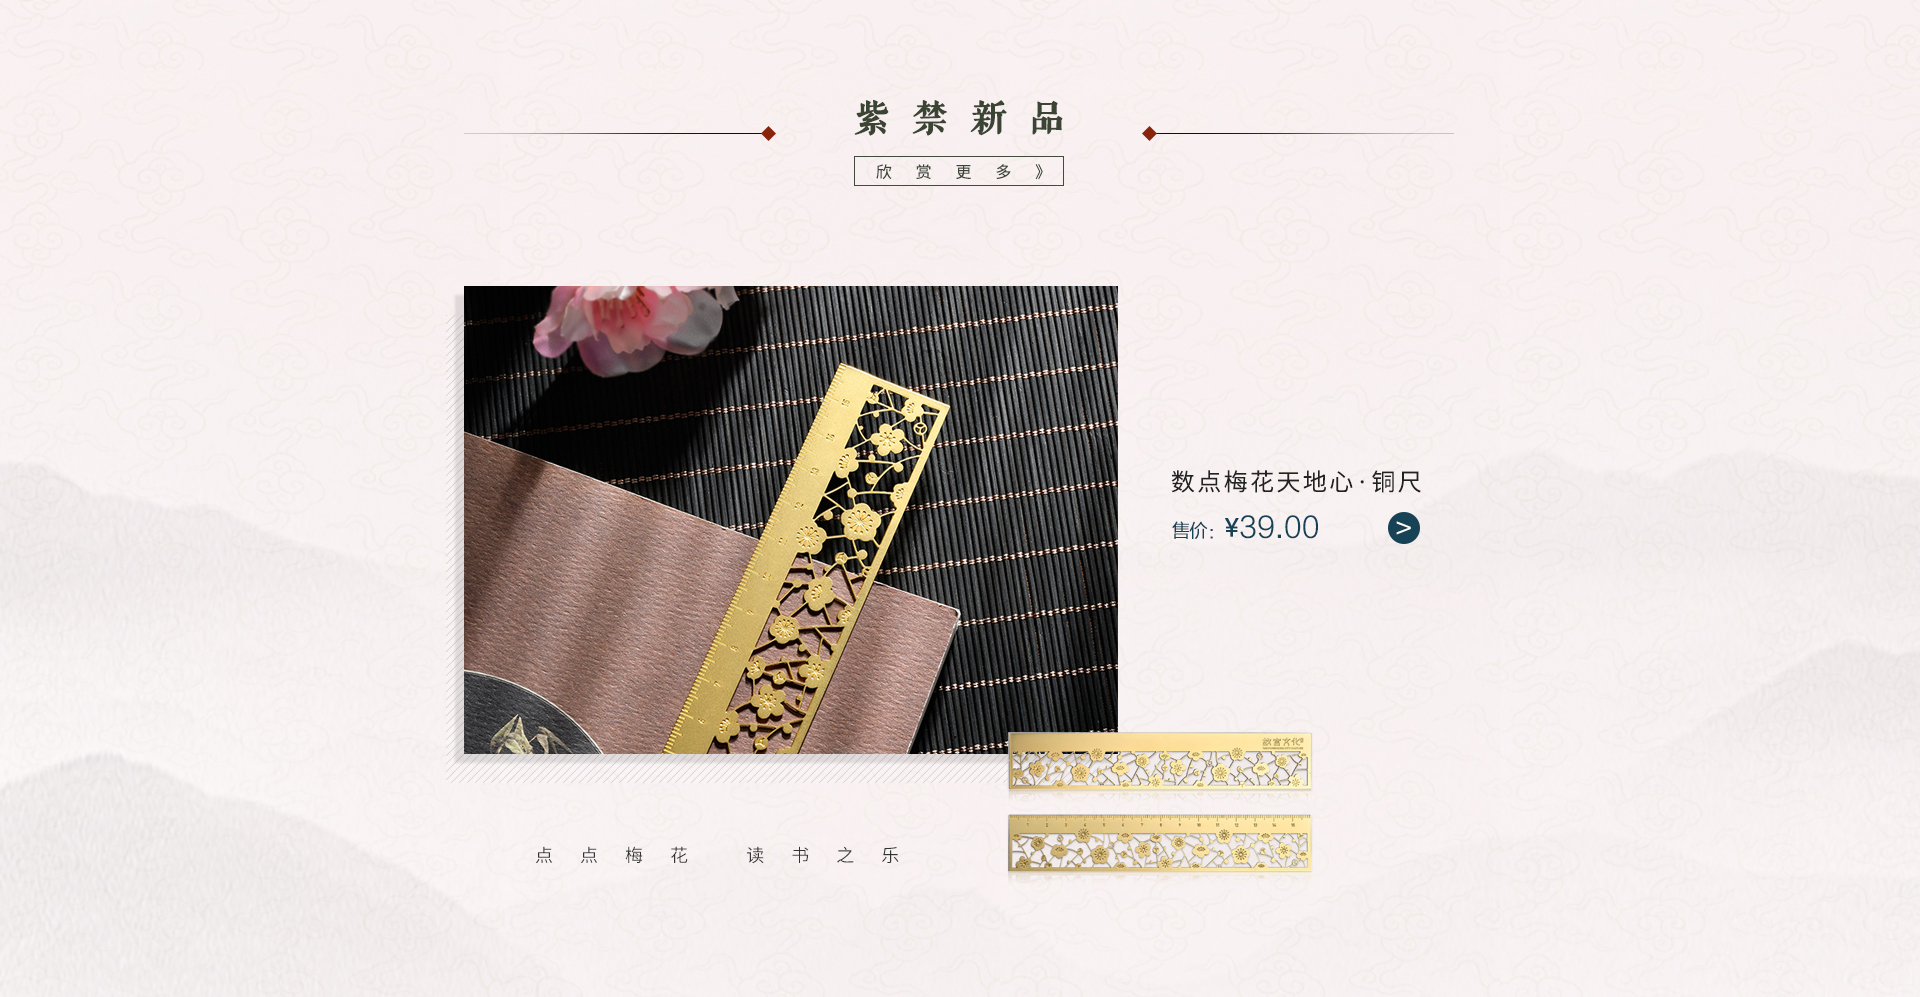 紫禁新品
欣赏更多》
数点梅花天地心·铜尺
售价：¥39.00
>
故宫文化
点点梅花 读书之乐